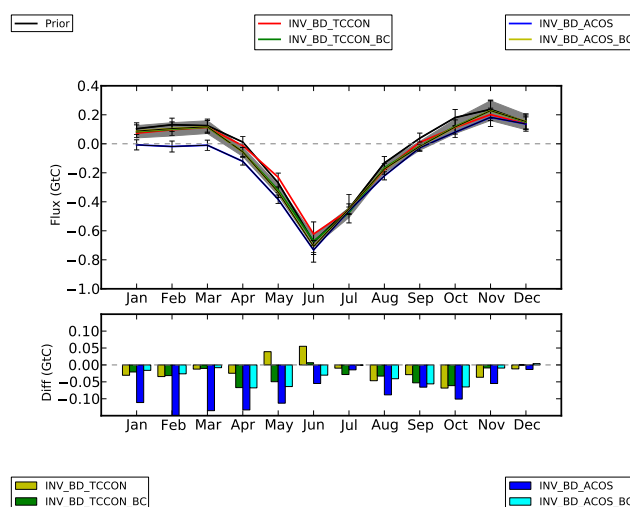 Prior
INV_BD_TCCON
INV_BD_TCCON_BC
INV_BD_ACOS
INV_BD_ACOS_BC
Flux (GtC)
0.4
0.2
0.0
−0.2
−0.4
−0.6
−0.8
−1.0
Jan Feb Mar Apr May Jun Jul Aug Sep Oct Nov Dec
Diff (GtC)
0.10
0.05
0.00
−0.05
−0.10
Jan Feb Mar Apr May Jun Jul Aug Sep Oct Nov Dec
INV_BD_TCCON
INV_BD_TCCON_BC
INV_BD_ACOS
INV_BD_ACOS_BC